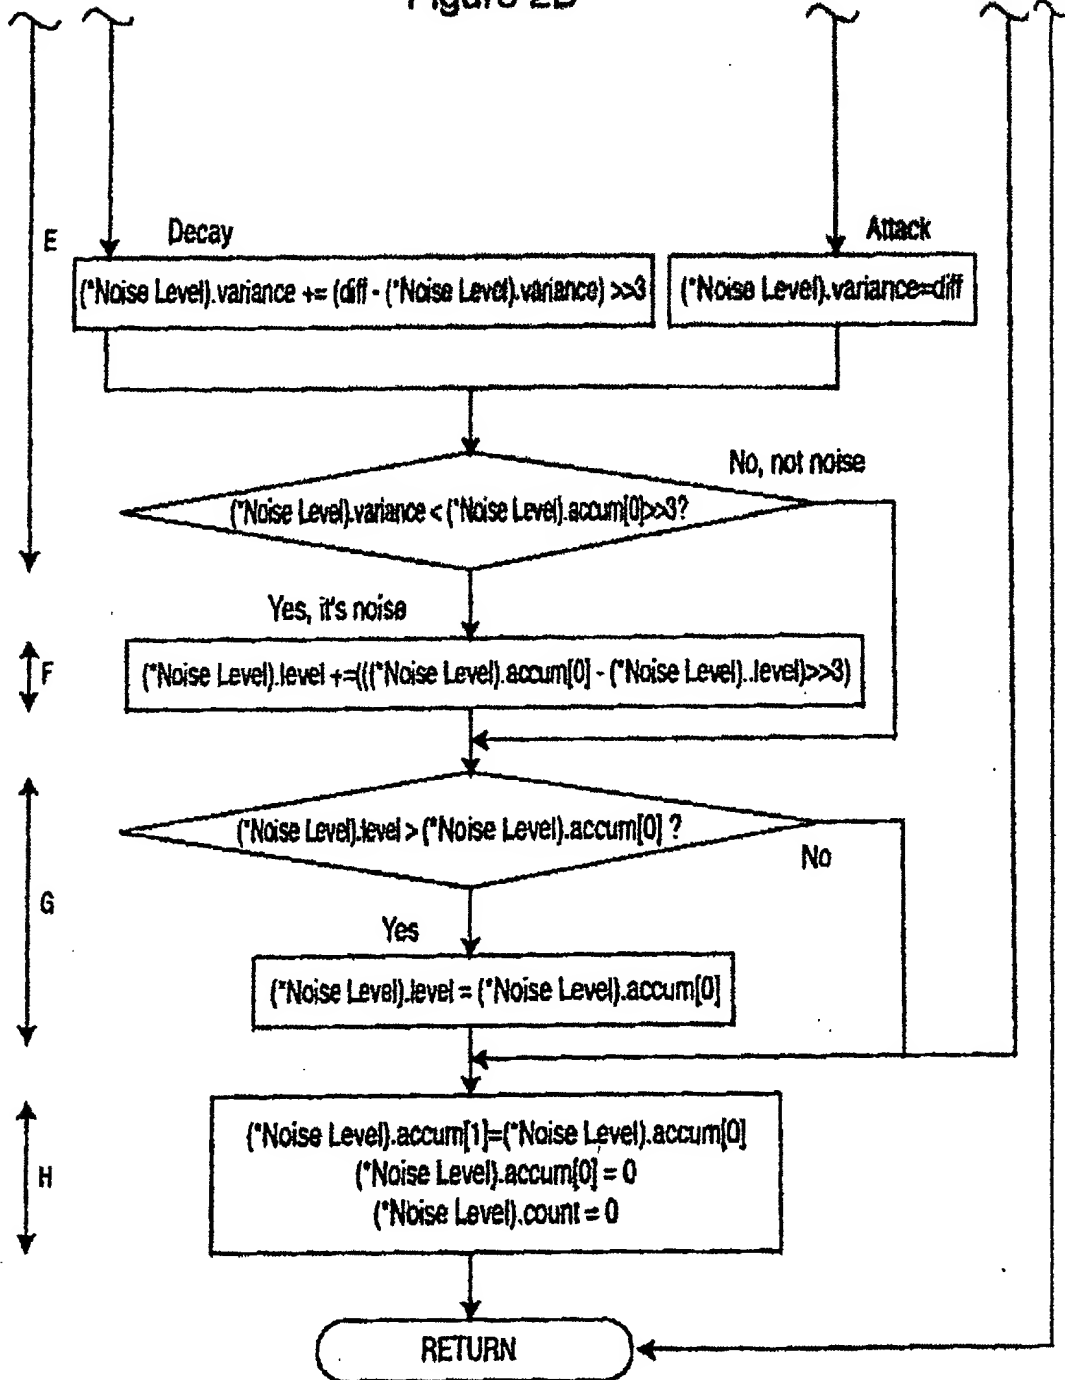 Figure 2B
E
Decay
Attack
(*Noise Level).variance += (diff - (*Noise Level).variance) >>3
(*Noise Level).variance=diff
No, not noise
(*Noise Level).variance < (*Noise Level).accum[0]>>3?
Yes, it's noise
F
(*Noise Level).level +=(((*Noise Level).accum[0] - (*Noise Level)..level)>>3)
(*Noise Level).level > (*Noise Level).accum[0] ?
No
G
Yes
(*Noise Level).level = (*Noise Level).accum[0]
(*Noise Level).accum[1]=(*Noise Level).accum[0]
H
(*Noise Level).accum[0] = 0
(*Noise Level).count = 0
RETURN